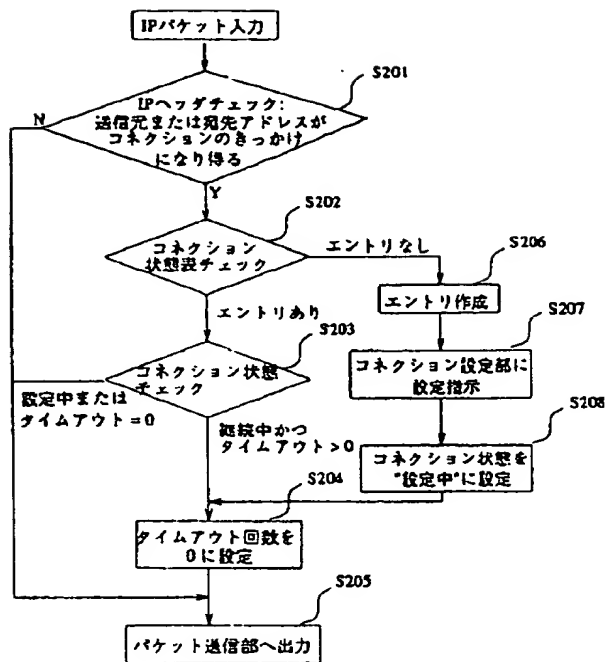 IPパケット入力
S201
IPヘッダチェック:
送信元または宛先アドレスが
コネクションのきっかけ
になり得る
N
Y
S202
コネクション
状態表チェック
エントリなし
S206
エントリ作成
エントリあり
S203
S207
コネクション設定部に
設定指示
コネクション状態
チェック
設定中または
タイムアウト=0
継続中かつ
タイムアウト>0
S208
コネクション状態を
"設定中"に設定
S204
タイムアウト回数を
0に設定
S205
パケット送信部へ出力